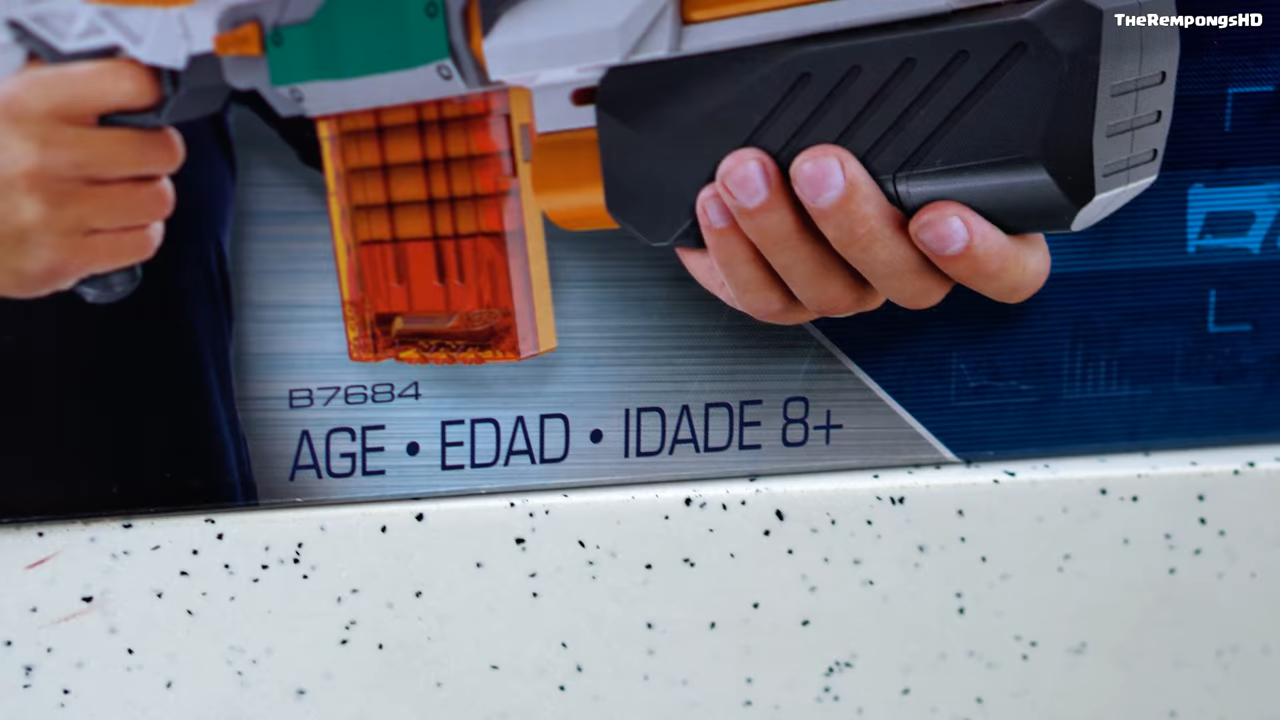 TheRempongsHD
B7684
AGE • EDAD • IDADE 8+